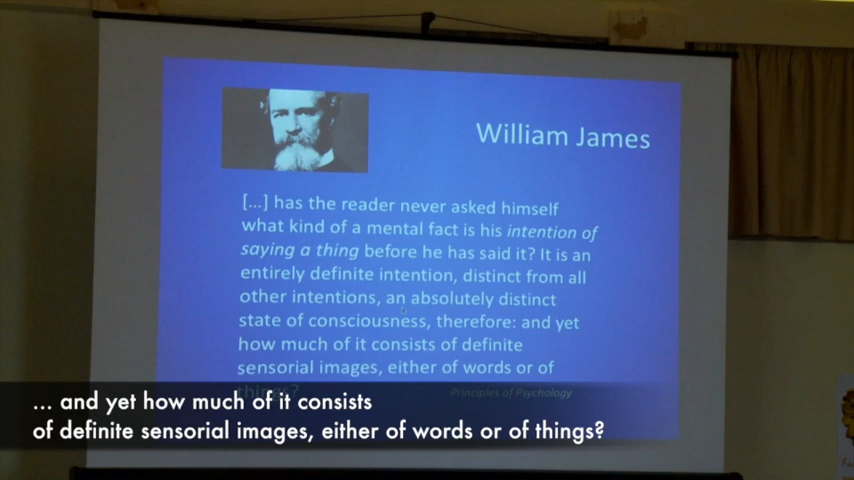 William James
[...] has the reader never asked himself
what kind of a mental fact is his intention of
saying a thing before he has said it? It is an
entirely definite intention, distinct from all
other intentions, an absolutely distinct
state of consciousness, therefore: and yet
how much of it consists of definite
sensorial images, either of words or of
things?
Principles of Psychology
... and yet how much of it consists
of definite sensorial images, either of words or of things?